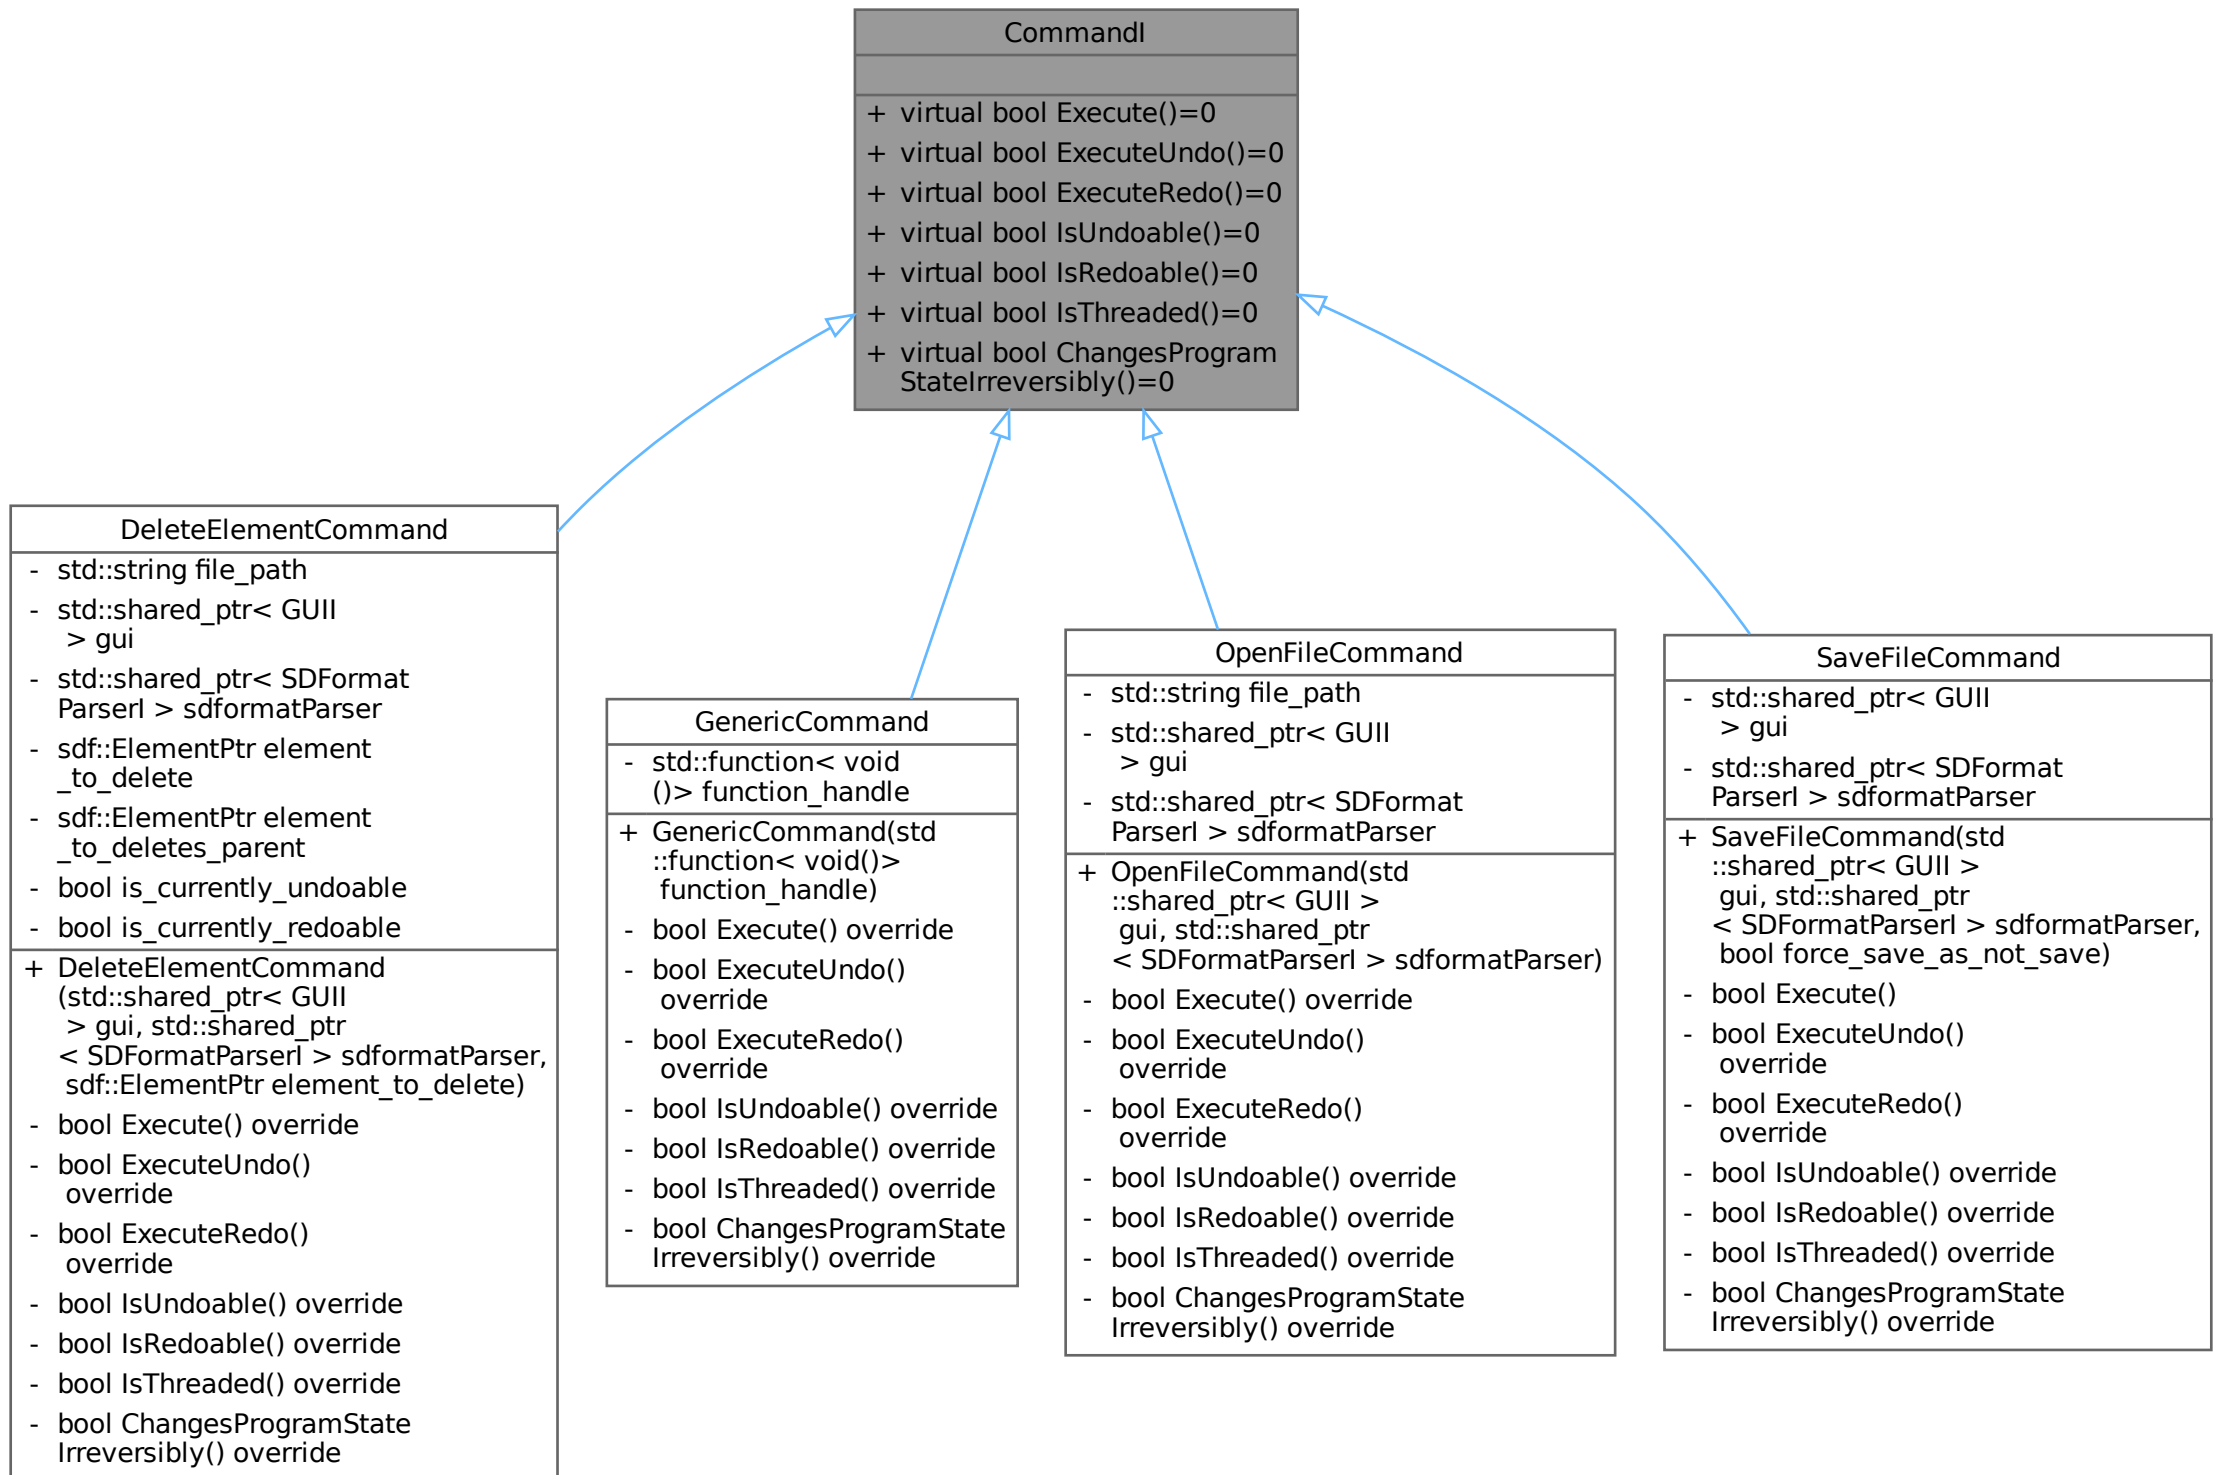 CommandI
+ virtual bool Execute()=0
+ virtual bool ExecuteUndo()=0
+ virtual bool ExecuteRedo()=0
+ virtual bool IsUndoable()=0
+ virtual bool IsRedoable()=0
+ virtual bool IsThreaded()=0
+ virtual bool ChangesProgram
StateIrreversibly()=0
DeleteElementCommand
- std::string file_path
- std::shared_ptr< GUII
> gui
- std::shared_ptr< SDFormat
ParserI > sdformatParser
- sdf::ElementPtr element
_to_delete
- sdf::ElementPtr element
_to_deletes_parent
- bool is_currently_undoable
- bool is_currently_redoable
+ DeleteElementCommand
(std::shared_ptr< GUII
> gui, std::shared_ptr
< SDFormatParserI > sdformatParser,
sdf::ElementPtr element_to_delete)
- bool Execute() override
- bool ExecuteUndo()
override
- bool ExecuteRedo()
override
- bool IsUndoable() override
- bool IsRedoable() override
- bool IsThreaded() override
- bool ChangesProgramState
Irreversibly() override
GenericCommand
- std::function< void
()> function_handle
+ GenericCommand(std
::function< void()>
function_handle)
- bool Execute() override
- bool ExecuteUndo()
override
- bool ExecuteRedo()
override
- bool IsUndoable() override
- bool IsRedoable() override
- bool IsThreaded() override
- bool ChangesProgramState
Irreversibly() override
OpenFileCommand
- std::string file_path
- std::shared_ptr< GUII
> gui
- std::shared_ptr< SDFormat
ParserI > sdformatParser
+ OpenFileCommand(std
::shared_ptr< GUII >
gui, std::shared_ptr
< SDFormatParserI > sdformatParser)
- bool Execute() override
- bool ExecuteUndo()
override
- bool ExecuteRedo()
override
- bool IsUndoable() override
- bool IsRedoable() override
- bool IsThreaded() override
- bool ChangesProgramState
Irreversibly() override
SaveFileCommand
- std::shared_ptr< GUII
> gui
- std::shared_ptr< SDFormat
ParserI > sdformatParser
+ SaveFileCommand(std
::shared_ptr< GUII >
gui, std::shared_ptr
< SDFormatParserI > sdformatParser,
bool force_save_as_not_save)
- bool Execute()
- bool ExecuteUndo()
override
- bool ExecuteRedo()
override
- bool IsUndoable() override
- bool IsRedoable() override
- bool IsThreaded() override
- bool ChangesProgramState
Irreversibly() override